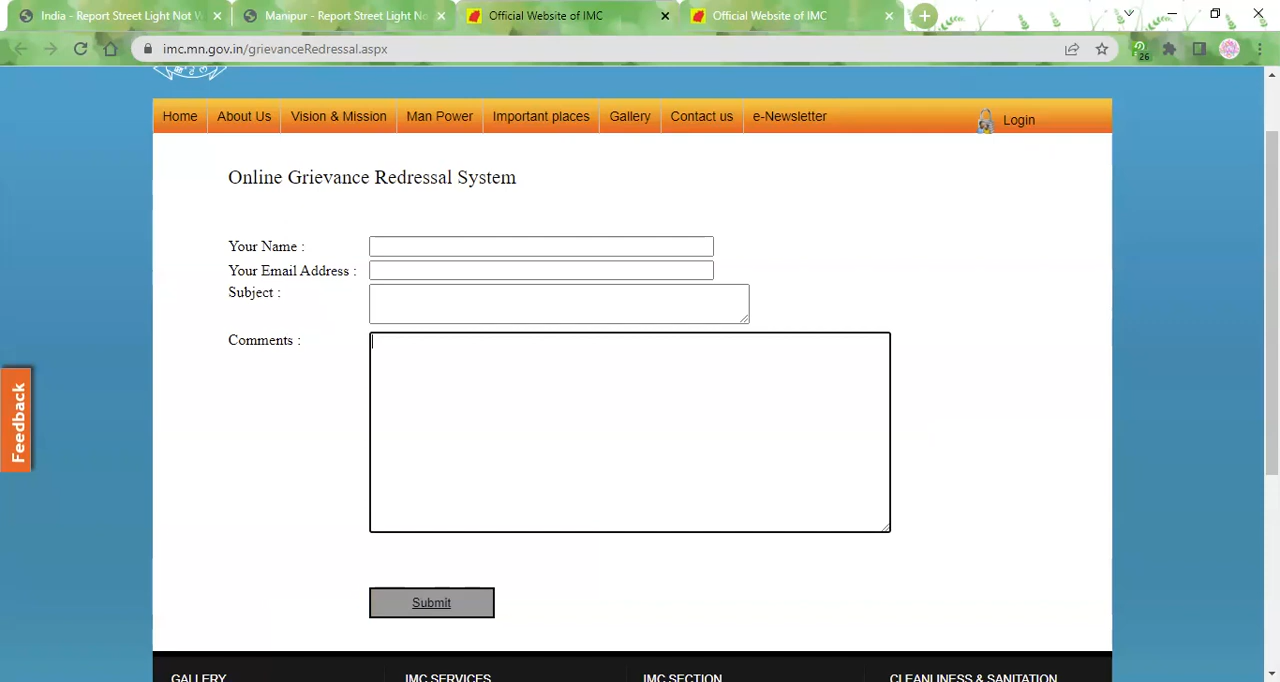 India - Report Street Light Not W
Manipur - Report Street Light No
Official Website of IMC
Official Website of IMC
imc.mn.gov.in/grievanceRedressal.aspx
26
Home
About Us
Vision & Mission
Man Power
Important places
Gallery
Contact us
e-Newsletter
Login
Online Grievance Redressal System
Your Name :
Your Email Address :
Subject :
Comments :
Feedback
Submit
GALLERY
IMC SERVICES
IMC SECTION
CLEANLINESS & SANITATION